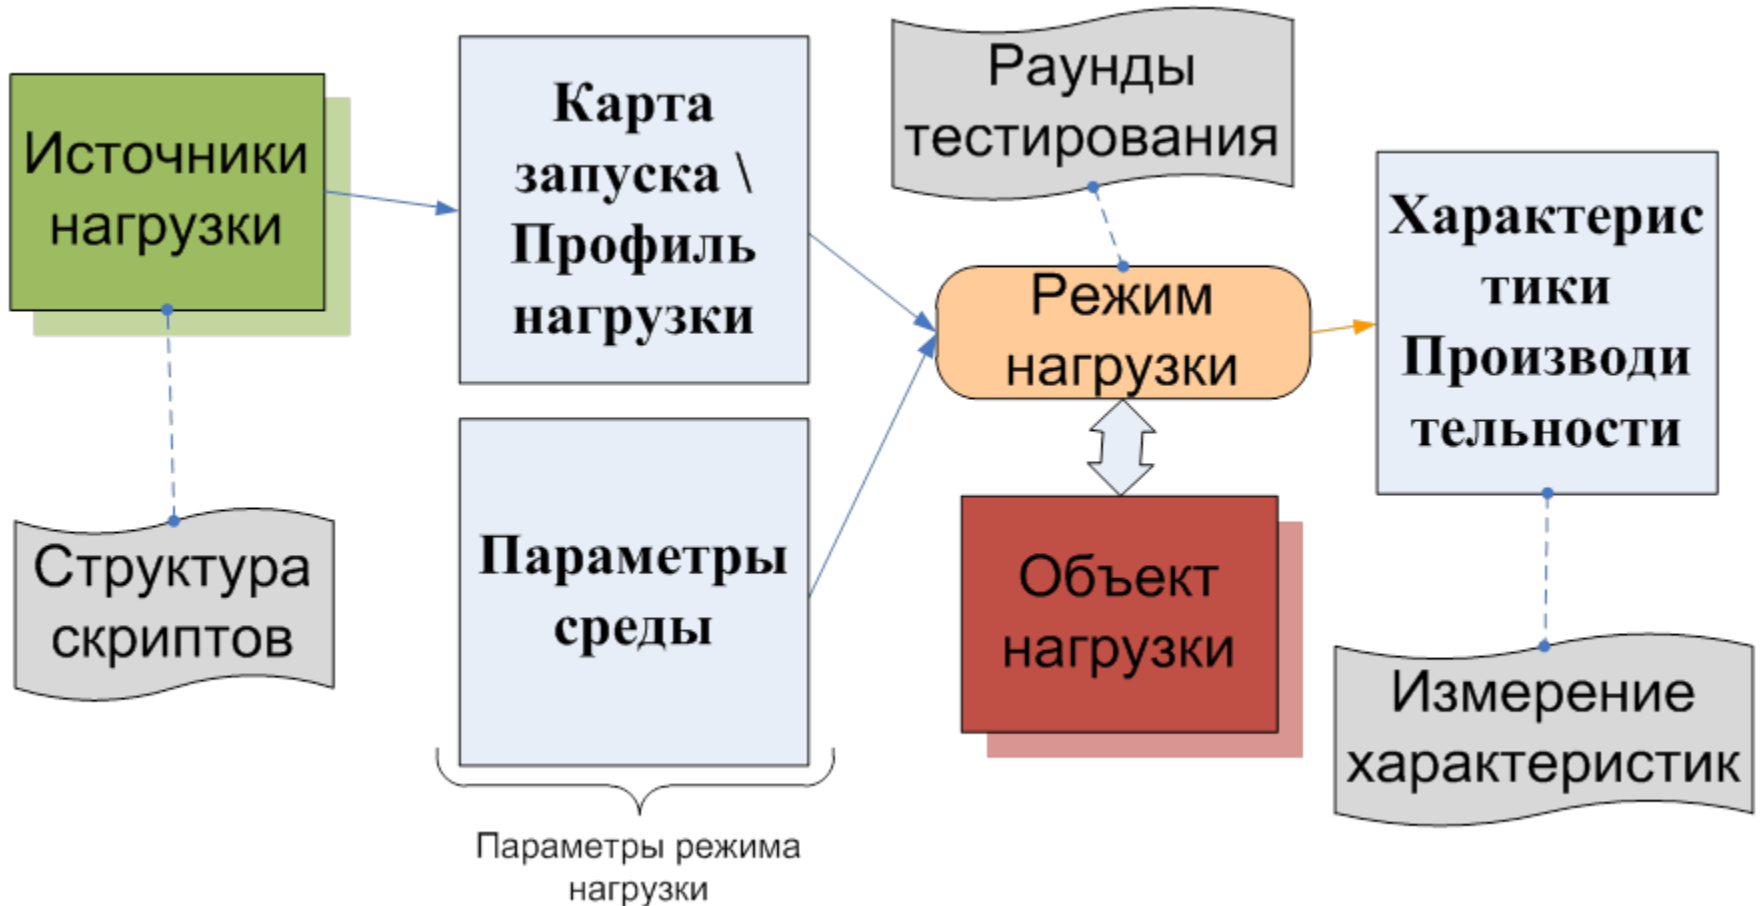 Источники
нагрузки
Структура
скриптов
Карта
запуска \
Профиль
нагрузки
Параметры
среды
Параметры режима
нагрузки
Раунды
тестирования
Режим
нагрузки
Объект
нагрузки
Характерис
тики
Производи
тельности
Измерение
характеристик